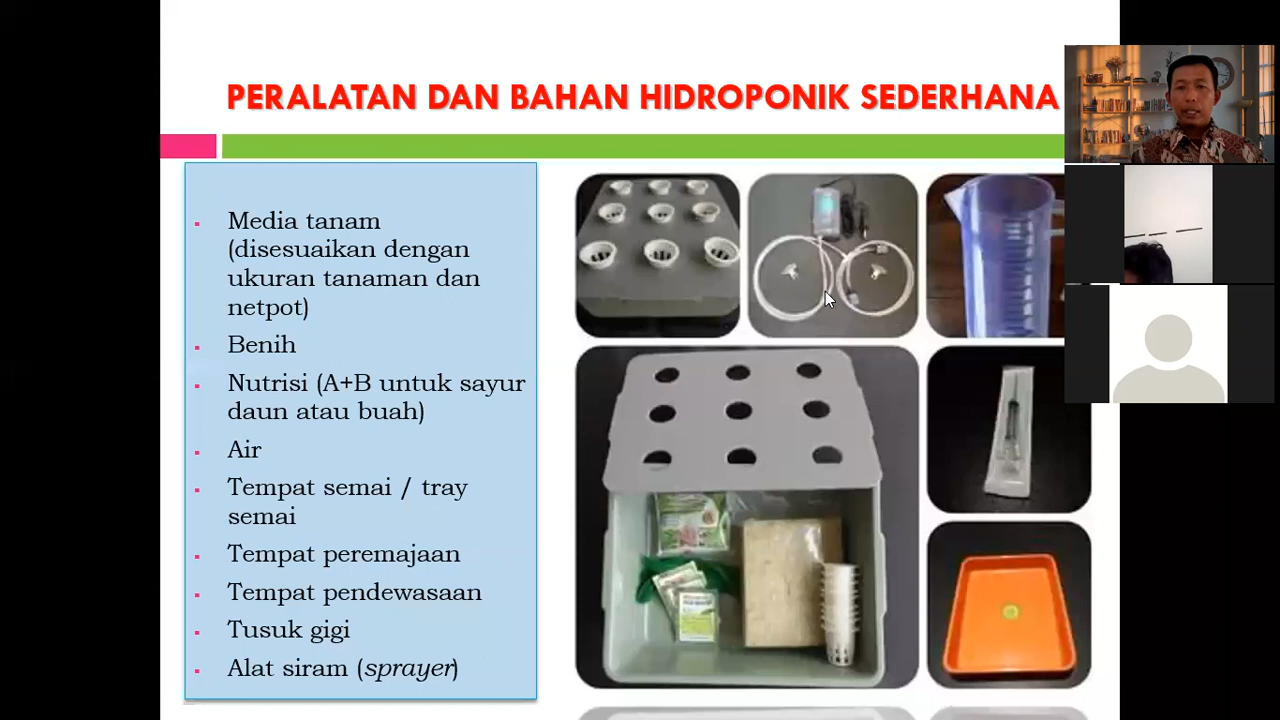 PERALATAN DAN BAHAN HIDROPONIK SEDERHANA
Media tanam
(disesuaikan dengan
ukuran tanaman dan
netpot)
Benih
Nutrisi (A+B untuk sayur
daun atau buah)
Air
Tempat semai / tray
semai
Tempat peremajaan
Tempat pendewasaan
Tusuk gigi
Alat siram (sprayer)